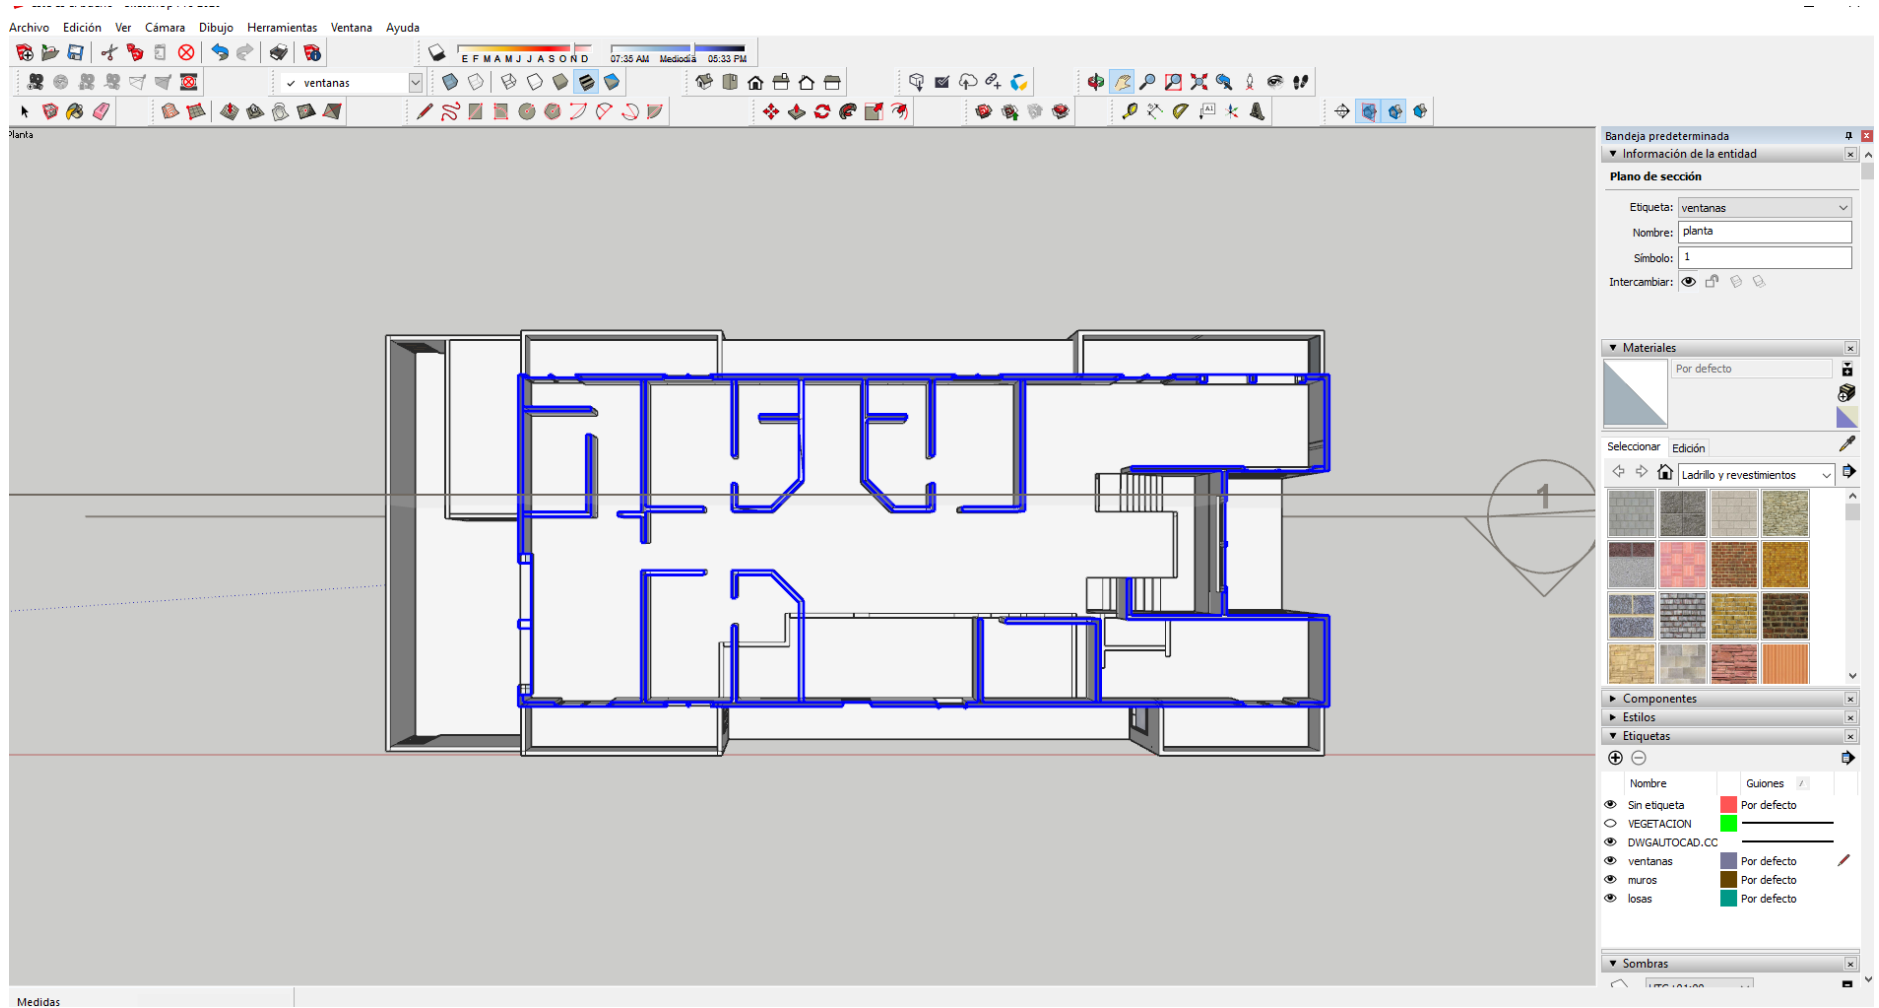 Archivo Edición Ver Cámara Dibujo Herramientas Ventana Ayuda
E F M A M J J A S O N D 07:35 AM Mediodía 05:33 PM
ventanas
A1
Planta
Bandeja predeterminada
Información de la entidad
Plano de sección
Etiqueta: ventanas
Nombre: planta
Símbolo: 1
Intercambiar:
Materiales
Por defecto
Seleccionar Edición
Ladrillo y revestimientos
1
Componentes
Estilos
Etiquetas
Nombre Guiones
Sin etiqueta Por defecto
VEGETACION
DWGAUTOCAD.CC
ventanas Por defecto
muros Por defecto
losas Por defecto
Sombras
Medidas